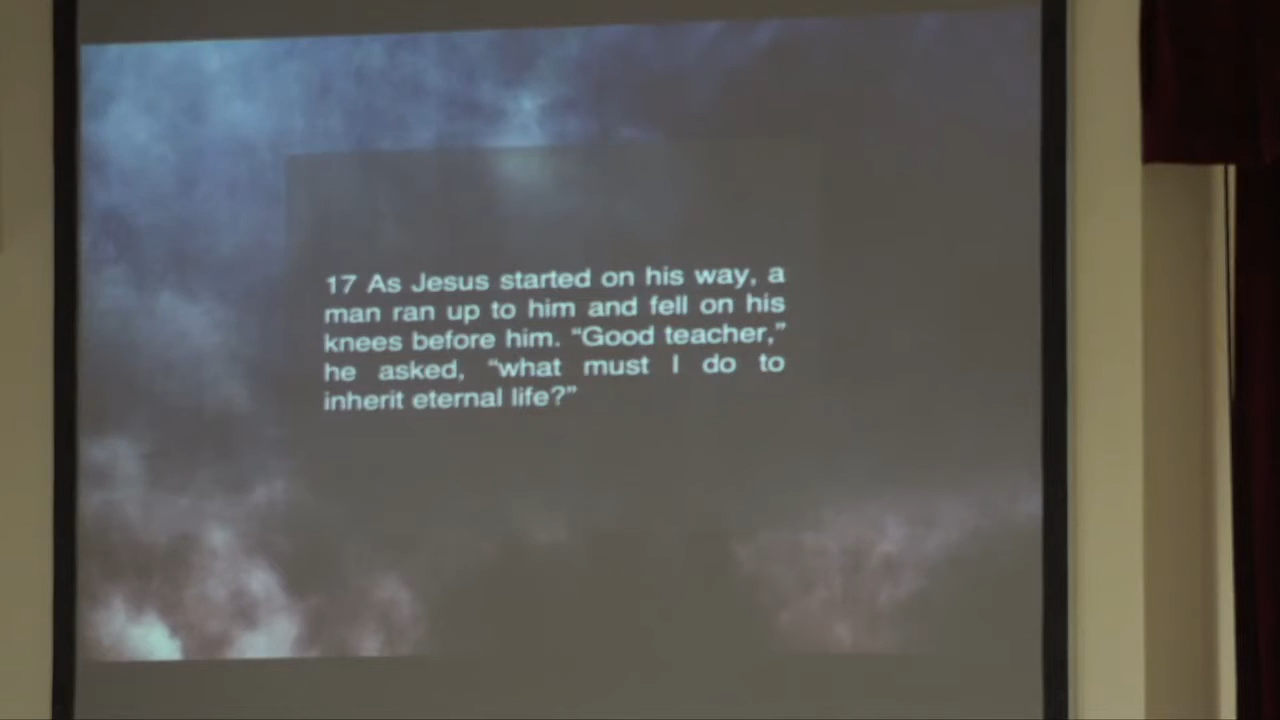 17 As Jesus started on his way, a
man ran up to him and fell on his
knees before him. “Good teacher,”
he asked, “what must I do to
inherit eternal life?”